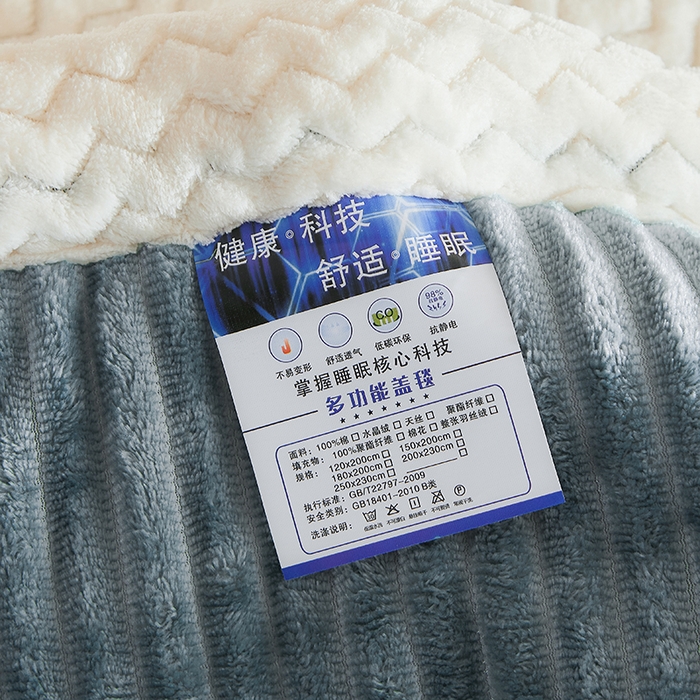 健康·科技
舒适·睡眠
不易变形 舒适透气 低碳环保 抗静电
掌握睡眠核心科技
多功能盖毯
面料：100%棉□ 水晶绒□ 天丝□ 聚酯纤维□
填充物：100%聚酯纤维□ 棉花□ 整张羽丝绒□
规格：120x200cm□ 150x200cm□
180x200cm□ 200x230cm□
250x230cm□
执行标准：GB/T22797-2009
安全类别：GB18401-2010 B类
洗涤说明：